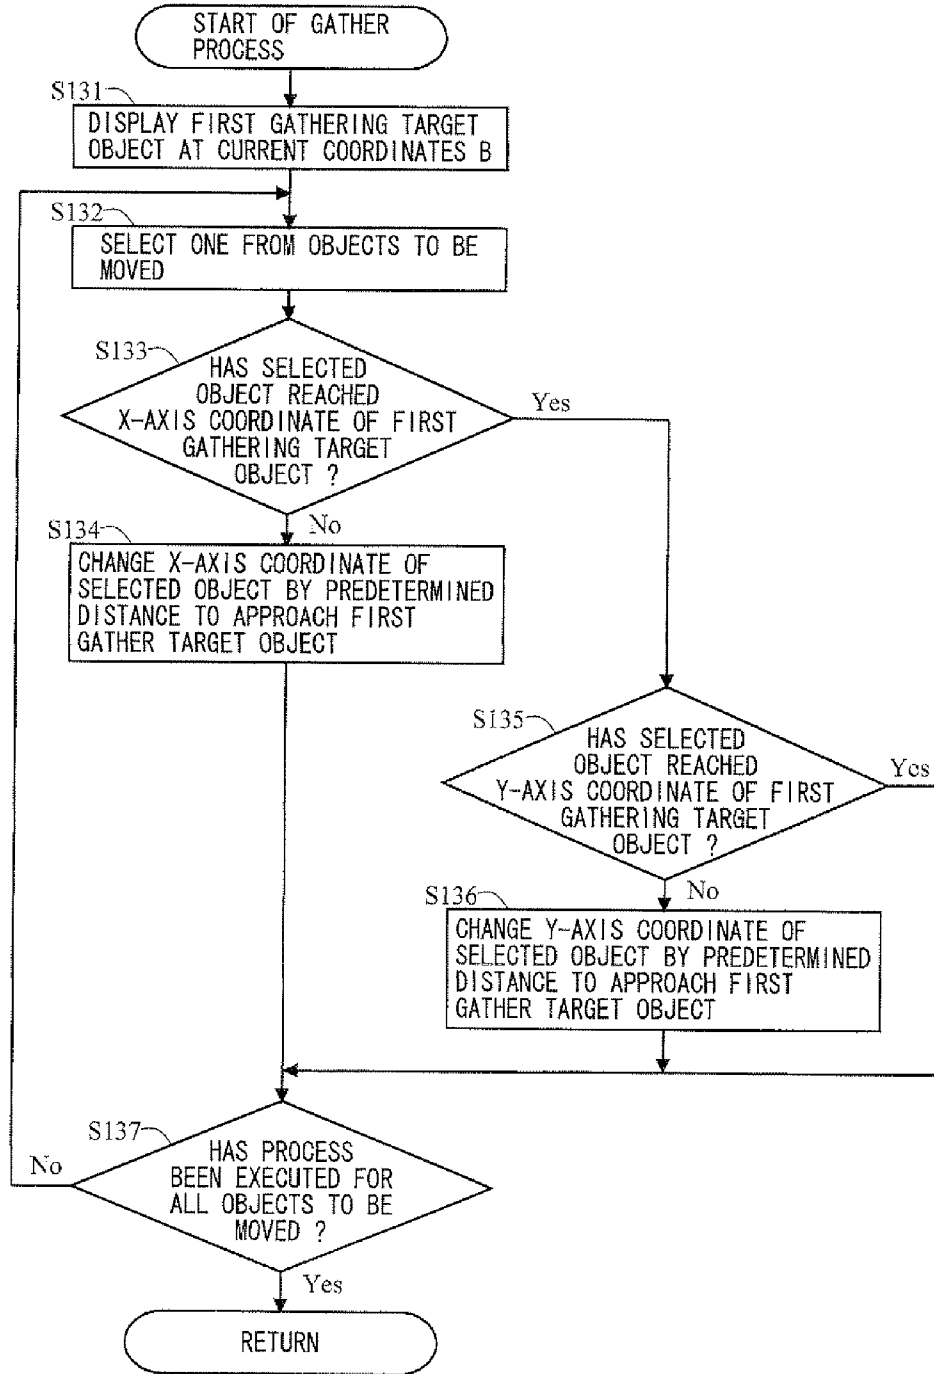 START OF GATHER
PROCESS
S131
DISPLAY FIRST GATHERING TARGET
OBJECT AT CURRENT COORDINATES B
S132
SELECT ONE FROM OBJECTS TO BE
MOVED
S133
HAS SELECTED
OBJECT REACHED
X-AXIS COORDINATE OF FIRST
GATHERING TARGET
OBJECT ?
Yes
No
S134
CHANGE X-AXIS COORDINATE OF
SELECTED OBJECT BY PREDETERMINED
DISTANCE TO APPROACH FIRST
GATHER TARGET OBJECT
S135
HAS SELECTED
OBJECT REACHED
Y-AXIS COORDINATE OF FIRST
GATHERING TARGET
OBJECT ?
Yes
No
S136
CHANGE Y-AXIS COORDINATE OF
SELECTED OBJECT BY PREDETERMINED
DISTANCE TO APPROACH FIRST
GATHER TARGET OBJECT
S137
HAS PROCESS
BEEN EXECUTED FOR
ALL OBJECTS TO BE
MOVED ?
No
Yes
RETURN